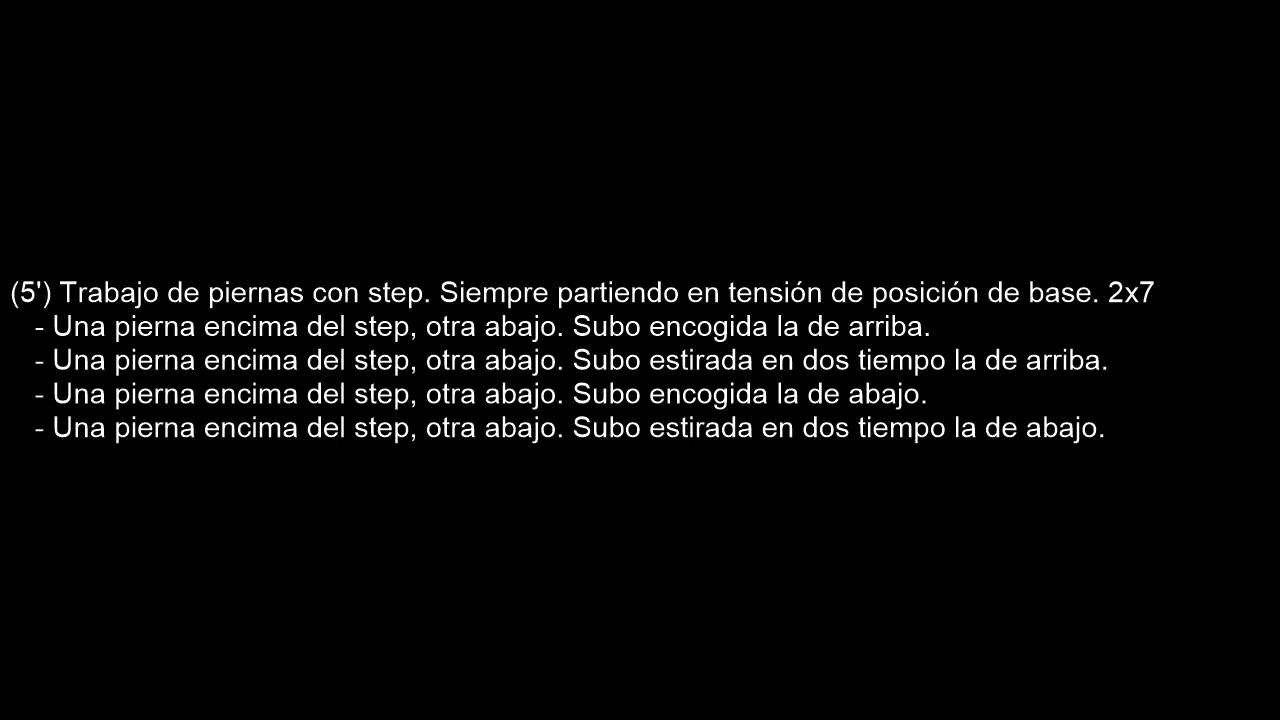 (5') Trabajo de piernas con step. Siempre partiendo en tensión de posición de base. 2x7
- Una pierna encima del step, otra abajo. Subo encogida la de arriba.
- Una pierna encima del step, otra abajo. Subo estirada en dos tiempo la de arriba.
- Una pierna encima del step, otra abajo. Subo encogida la de abajo.
- Una pierna encima del step, otra abajo. Subo estirada en dos tiempo la de abajo.